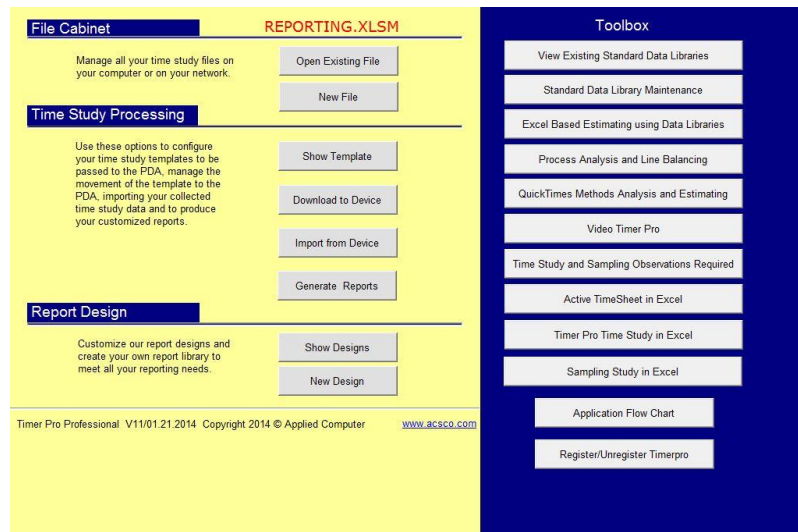 File Cabinet
REPORTING.XLSM
Manage all your time study files on
your computer or on your network.
Open Existing File
New File
Time Study Processing
Use these options to configure
your time study templates to be
passed to the PDA, manage the
movement of the template to the
PDA, importing your collected
time study data and to produce
your customized reports.
Show Template
Download to Device
Import from Device
Generate Reports
Report Design
Customize our report designs and
create your own report library to
meet all your reporting needs.
Show Designs
New Design
Timer Pro Professional V11/01.21.2014 Copyright 2014 © Applied Computer www.acsco.com
Toolbox
View Existing Standard Data Libraries
Standard Data Library Maintenance
Excel Based Estimating using Data Libraries
Process Analysis and Line Balancing
QuickTimes Methods Analysis and Estimating
Video Timer Pro
Time Study and Sampling Observations Required
Active TimeSheet in Excel
Timer Pro Time Study in Excel
Sampling Study in Excel
Application Flow Chart
Register/Unregister Timerpro